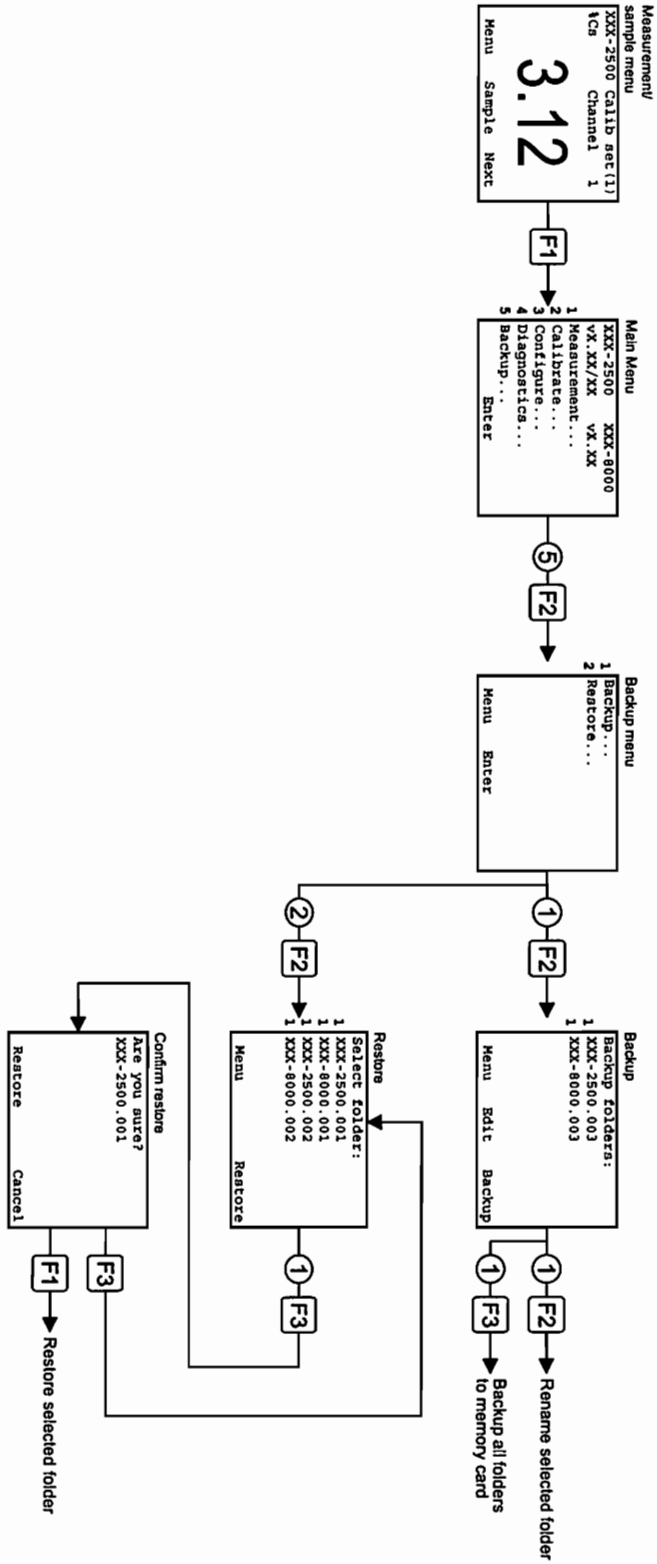 Measurement/
sample menu
XXX-2500 Calib set(1)
%Cs Channel 1
3.12
Menu Sample Next
F1
Main Menu
XXX-2500 XXX-8000
vX.XX/XX vX.XX
1 Measurement...
2 Calibrate...
3 Configure...
4 Diagnostics...
5 Backup...
Enter
5
F2
Backup menu
1 Backup...
2 Restore...
Menu Enter
1
F2
Backup
Backup folders:
1 XXX-2500.003
1 XXX-8000.003
Menu Edit Backup
1
F2
Rename selected folder
1
F3
Backup all folders
to memory card
2
F2
Restore
Select folder:
1 XXX-2500.001
1 XXX-8000.001
1 XXX-2500.002
1 XXX-8000.002
Menu Restore
1
F3
Confirm restore
Are you sure?
XXX-2500.001
Restore Cancel
F3
F1
Restore selected folder